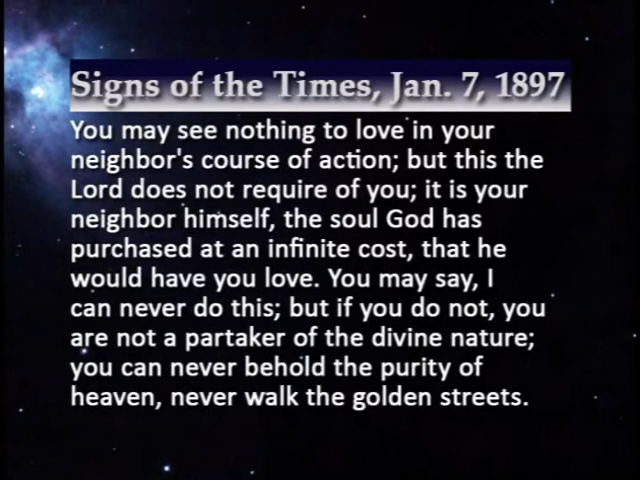 Signs of the Times, Jan. 7, 1897
You may see nothing to love in your
neighbor's course of action; but this the
Lord does not require of you; it is your
neighbor himself, the soul God has
purchased at an infinite cost, that he
would have you love. You may say, I
can never do this; but if you do not, you
are not a partaker of the divine nature;
you can never behold the purity of
heaven, never walk the golden streets.